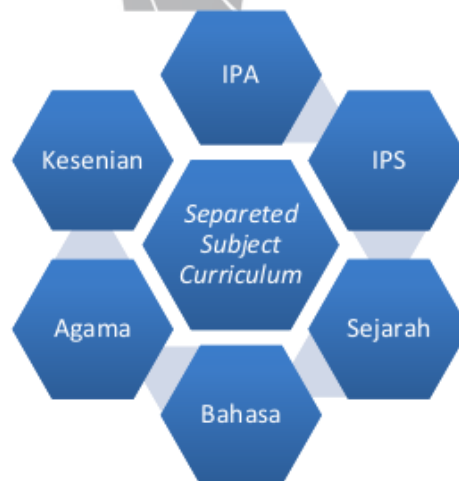 IPA
Kesenian
IPS
Separeted
Subject
Curriculum
Agama
Sejarah
Bahasa